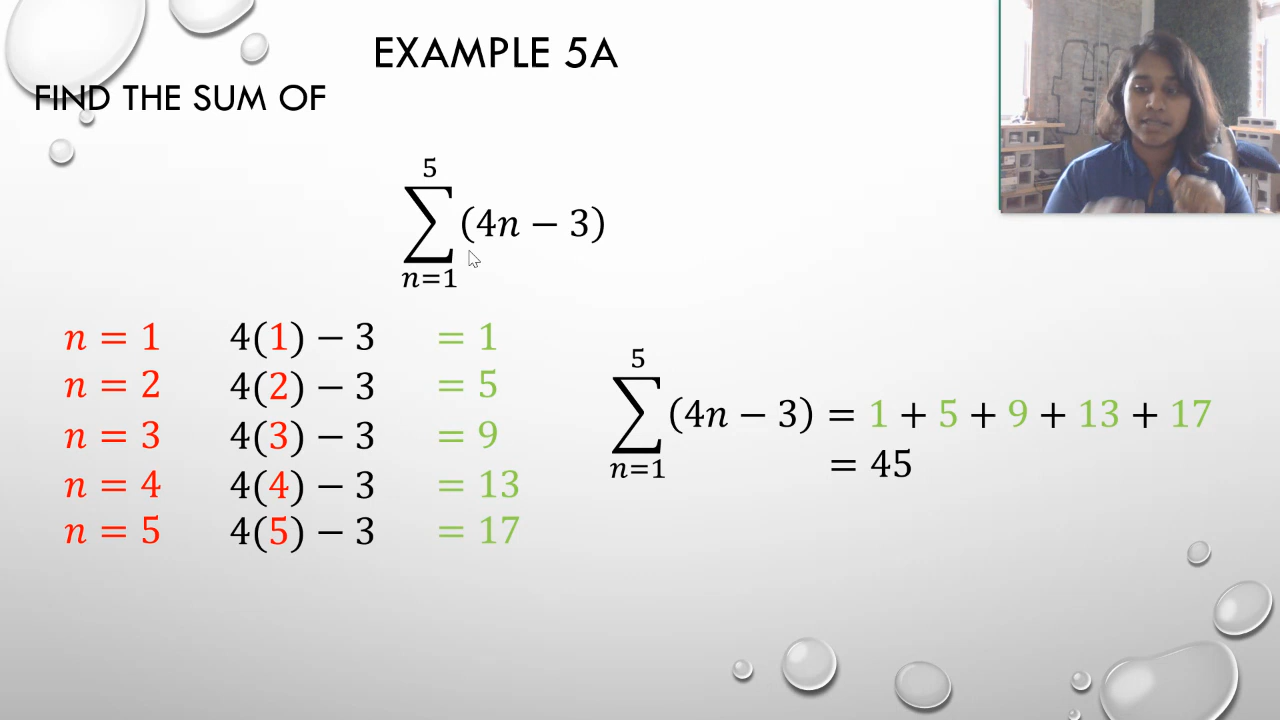 EXAMPLE 5A
FIND THE SUM OF
5
∑ (4n − 3)
n=1
n = 1 4(1) − 3 = 1
n = 2 4(2) − 3 = 5
n = 3 4(3) − 3 = 9
n = 4 4(4) − 3 = 13
n = 5 4(5) − 3 = 17
5
∑ (4n − 3) = 1 + 5 + 9 + 13 + 17
n=1
= 45